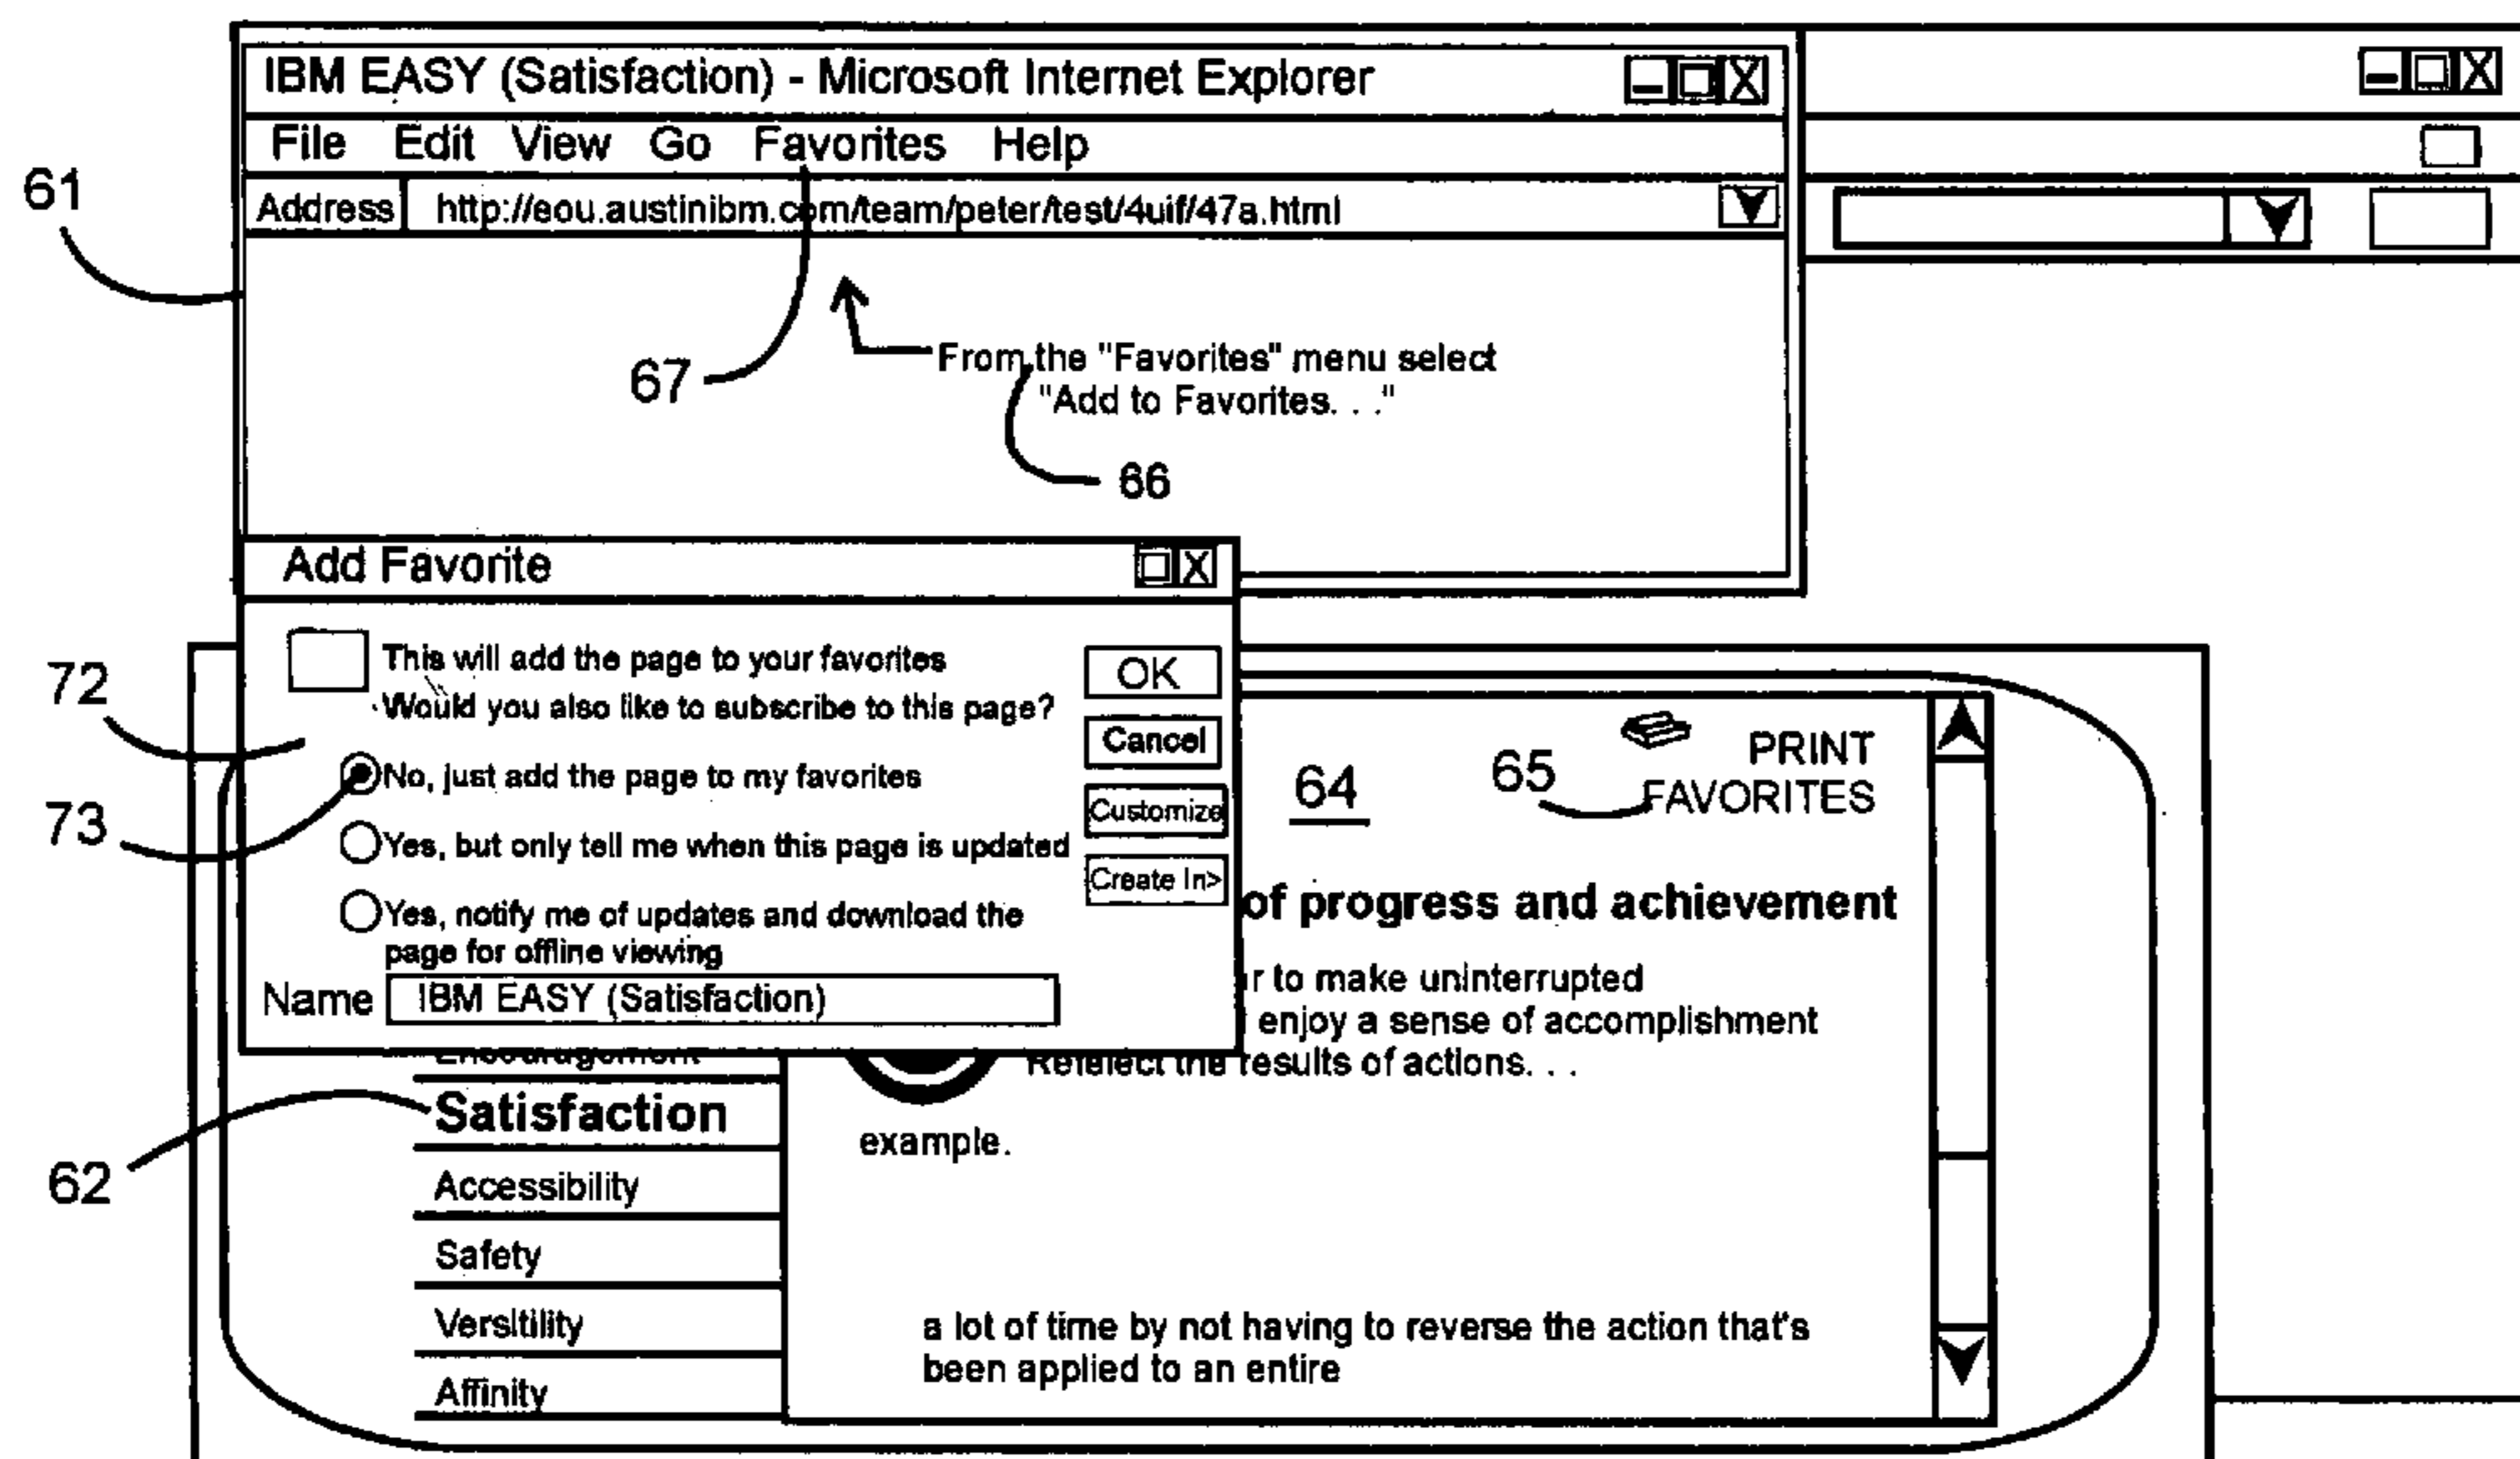 IBM EASY (Satisfaction) - Microsoft Internet Explorer
File Edit View Go Favorites Help
Address http://eou.austinibm.com/team/peter/test/4uif/47a.html
61
67
From the "Favorites" menu select
"Add to Favorites. . ."
66
Add Favorite
This will add the page to your favorites
Would you also like to subscribe to this page?
No, just add the page to my favorites
Yes, but only tell me when this page is updated
Yes, notify me of updates and download the
page for offline viewing
Name IBM EASY (Satisfaction)
OK
Cancel
Customize
Create In>
72
73
64
65
PRINT
FAVORITES
of progress and achievement
r to make uninterrupted
enjoy a sense of accomplishment
Refelect the results of actions. . .
example.
a lot of time by not having to reverse the action that's
been applied to an entire
Encouragement
Satisfaction
62
Accessibility
Safety
Versitility
Affinity